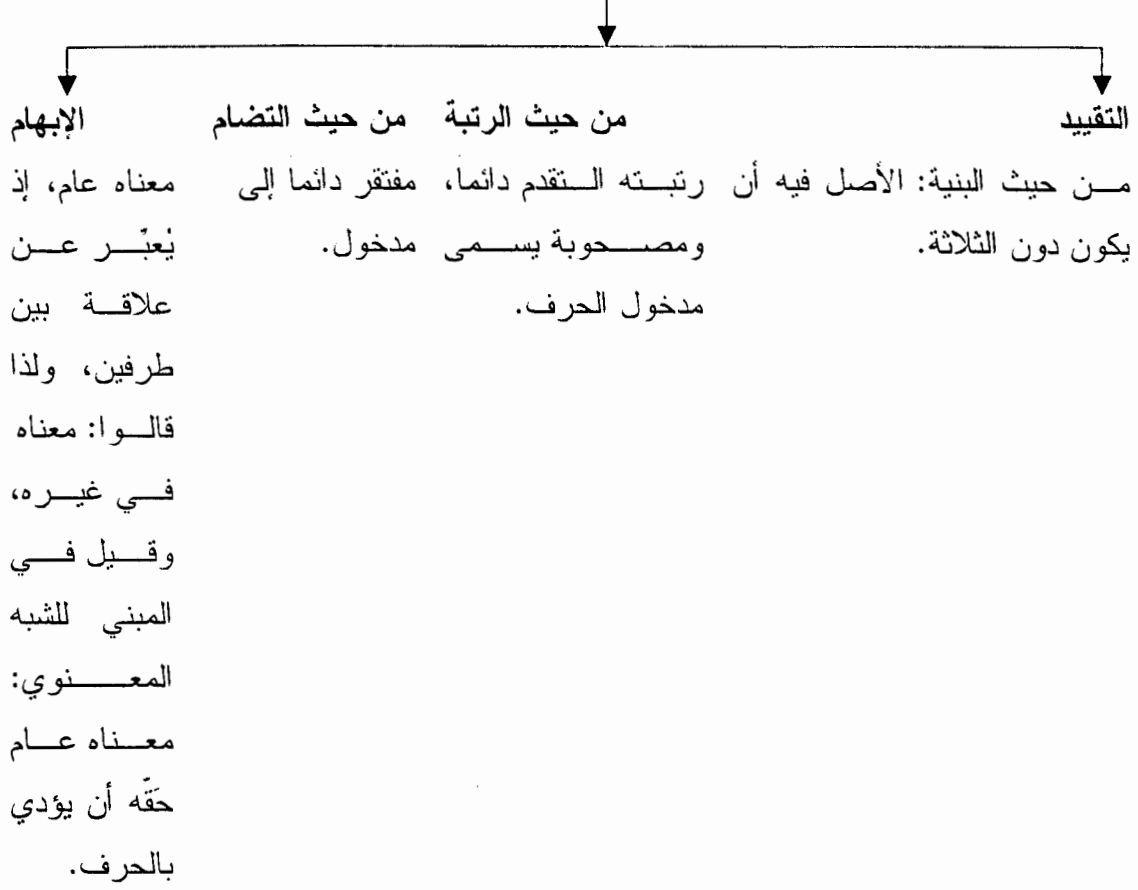 التقييد
من حيث البنية: الأصل فيه أن
يكون دون الثلاثة.
من حيث الرتبة
رتبته التقدم دائماً،
ومصحوبة يسمى
مدخول الحرف.
من حيث التضام
مفتقر دائماً إلى
مدخول.
الإبهام
معناه عام، إذ
يُعبِّر عن
علاقة بين
طرفين، ولذا
قالوا: معناه
في غيره،
وقيل في
المبني للشبه
المعنوي:
معناه عام
حَقّه أن يؤدي
بالحرف.